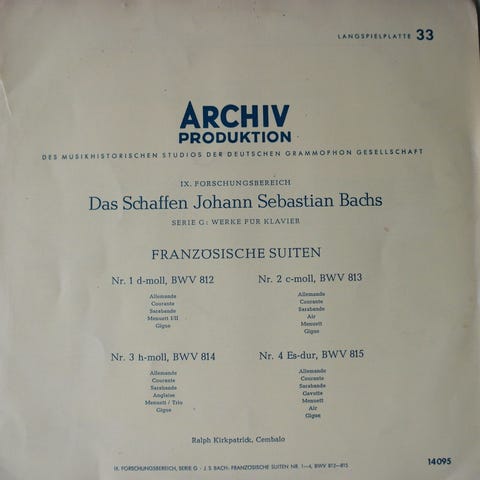 LANGSPIELPLATTE 33
ARCHIV
PRODUKTION
DES MUSIKHISTORISCHEN STUDIOS DER DEUTSCHEN GRAMMOPHON GESELLSCHAFT
IX. FORSCHUNGSBEREICH
Das Schaffen Johann Sebastian Bachs
SERIE G: WERKE FÜR KLAVIER
FRANZÖSISCHE SUITEN
Nr. 1 d-moll, BWV 812
Allemande
Courante
Sarabande
Menuett I/II
Gigue
Nr. 2 c-moll, BWV 813
Allemande
Courante
Sarabande
Air
Menuett
Gigue
Nr. 3 h-moll, BWV 814
Allemande
Courante
Sarabande
Anglaise
Menuett / Trio
Gigue
Nr. 4 Es-dur, BWV 815
Allemande
Courante
Sarabande
Gavotte
Menuett
Air
Gigue
Ralph Kirkpatrick, Cembalo
IX. FORSCHUNGSBEREICH, SERIE G · J. S. BACH: FRANZÖSISCHE SUITEN NR. 1—4, BWV 812—815
14095